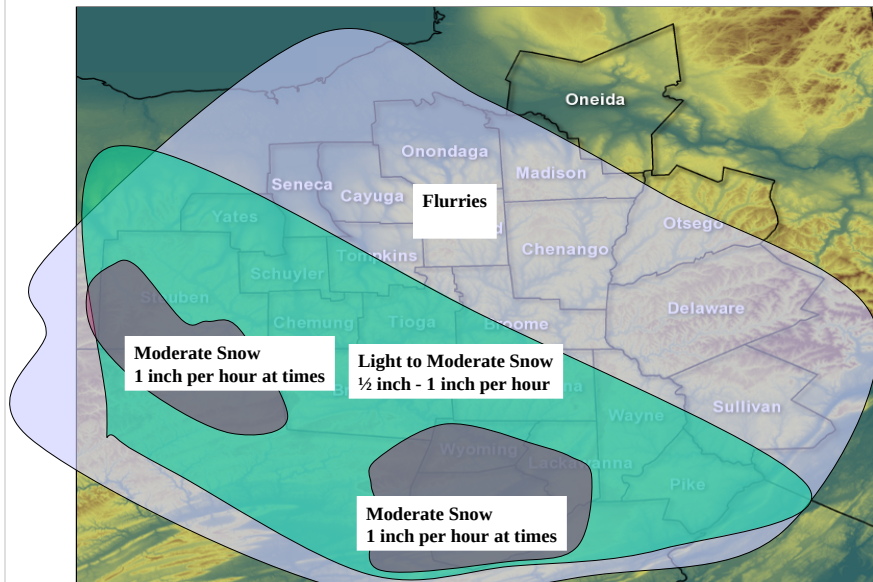 Oneida
Onondaga
Madison
Seneca
Cayuga
Flurries
Yates
Otsego
Chenango
Tompkins
Schuyler
Steuben
Delaware
Chemung
Tioga
Broome
Moderate Snow
1 inch per hour at times
Light to Moderate Snow
½ inch - 1 inch per hour
Wayne
Sullivan
Wyoming
Lackawanna
Pike
Moderate Snow
1 inch per hour at times